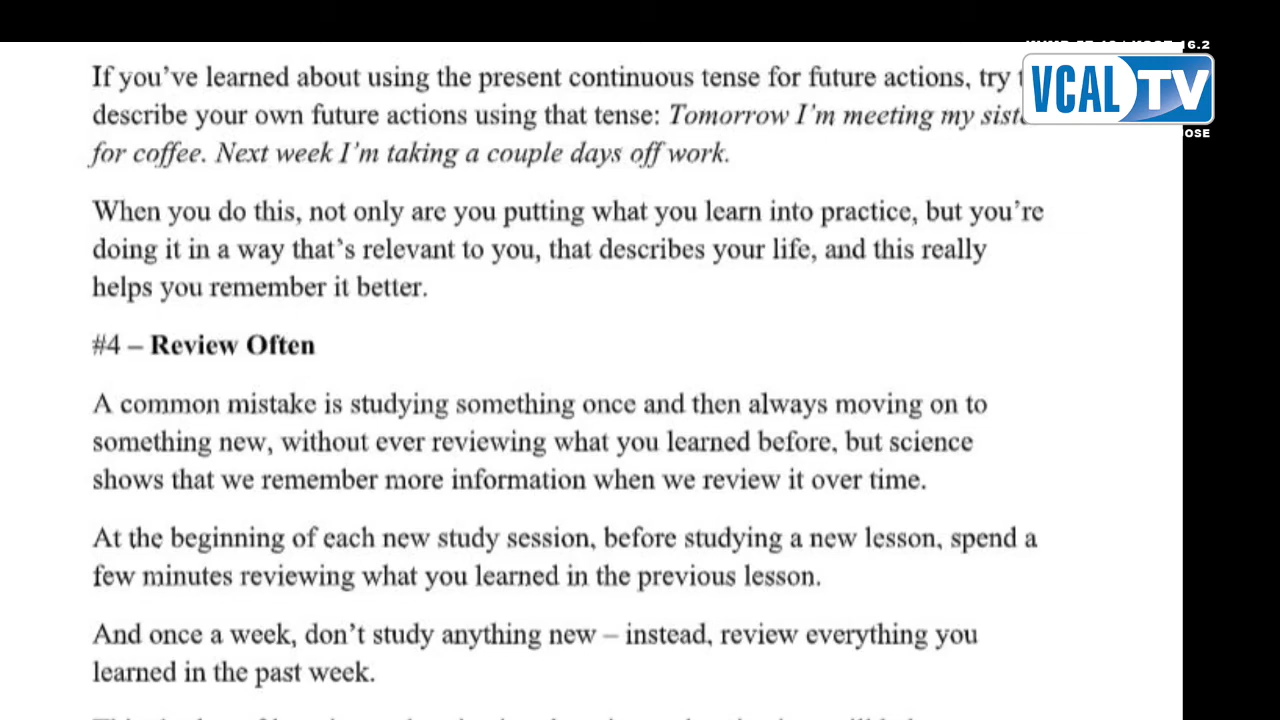 If you’ve learned about using the present continuous tense for future actions, try
describe your own future actions using that tense: Tomorrow I’m meeting my
for coffee. Next week I’m taking a couple days off work.
When you do this, not only are you putting what you learn into practice, but you’re
doing it in a way that’s relevant to you, that describes your life, and this really
helps you remember it better.
#4 – Review Often
A common mistake is studying something once and then always moving on to
something new, without ever reviewing what you learned before, but science
shows that we remember more information when we review it over time.
At the beginning of each new study session, before studying a new lesson, spend a
few minutes reviewing what you learned in the previous lesson.
And once a week, don’t study anything new – instead, review everything you
learned in the past week.
VCAL TV